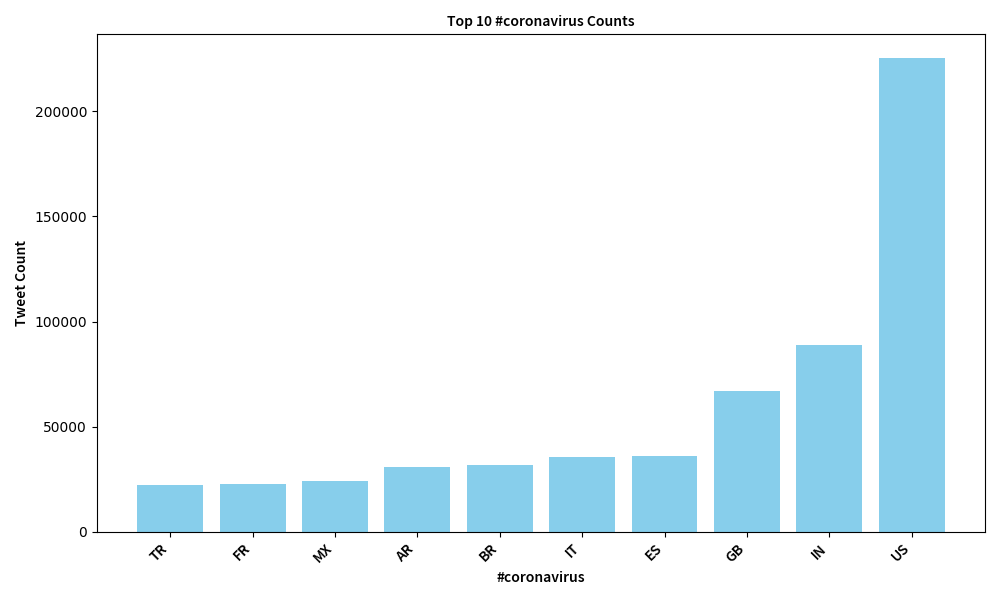 Top 10 #coronavirus Counts
Tweet Count
200000
150000
100000
50000
0
TR FR MX AR BR IT ES GB IN US
#coronavirus